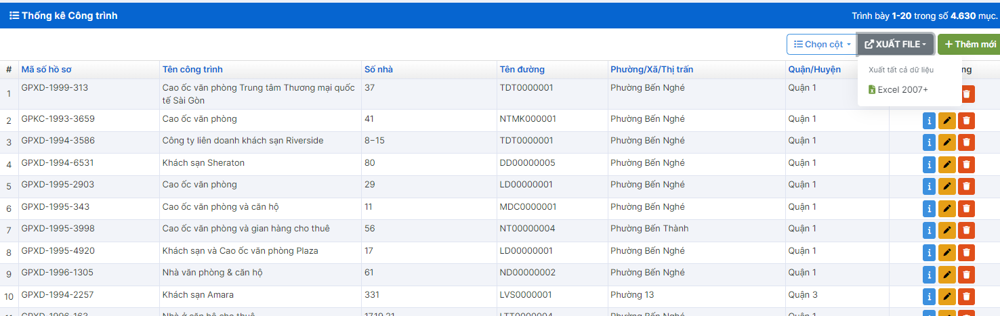 Thống kê Công trình Trình bày 1-20 trong số 4.630 mục.
Chọn cột XUẤT FILE Thêm mới
# Mã số hồ sơ Tên công trình Số nhà Tên đường Phường/Xã/Thị trấn Quận/Huyện
Xuất tất cả dữ liệu
Excel 2007+
1 GPXD-1999-313 Cao ốc văn phòng Trung tâm Thương mại quốc 37 TDT0000001 Phường Bến Nghé Quận 1
tế Sài Gòn
2 GPKC-1993-3659 Cao ốc văn phòng 41 NTMK000001 Phường Bến Nghé Quận 1
3 GPXD-1994-3586 Công ty liên doanh khách sạn Riverside 8-15 TDT0000001 Phường Bến Nghé Quận 1
4 GPXD-1994-6531 Khách sạn Sheraton 80 DD00000005 Phường Bến Nghé Quận 1
5 GPXD-1995-2903 Cao ốc văn phòng 29 LD00000001 Phường Bến Nghé Quận 1
6 GPXD-1995-343 Cao ốc văn phòng và căn hộ 11 MDC0000001 Phường Bến Nghé Quận 1
7 GPXD-1995-3998 Cao ốc văn phòng và gian hàng cho thuê 56 NT00000004 Phường Bến Thành Quận 1
8 GPXD-1995-4920 Khách sạn và Cao ốc văn phòng Plaza 17 LD00000001 Phường Bến Nghé Quận 1
9 GPXD-1996-1305 Nhà văn phòng & căn hộ 61 ND00000002 Phường Bến Nghé Quận 1
10 GPXD-1994-2257 Khách sạn Amara 331 LVS0000001 Phường 13 Quận 3
11 GPXD-1996-163 Nhà ở căn hộ cho thuê 17,19,21 LTT0000004 Phường Bến Nghé Quận 1